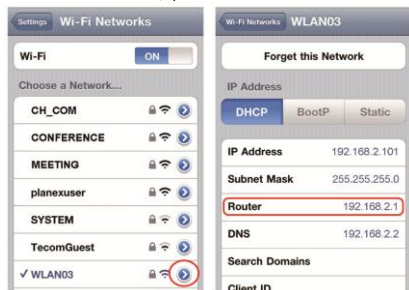 Settings Wi-Fi Networks
Wi-Fi ON
Choose a Network...
CH_COM
CONFERENCE
MEETING
planexuser
SYSTEM
TecomGuest
✓ WLAN03
Wi-Fi Networks WLAN03
Forget this Network
IP Address
DHCP BootP Static
IP Address 192.168.2.101
Subnet Mask 255.255.255.0
Router 192.168.2.1
DNS 192.168.2.2
Search Domains
Client ID